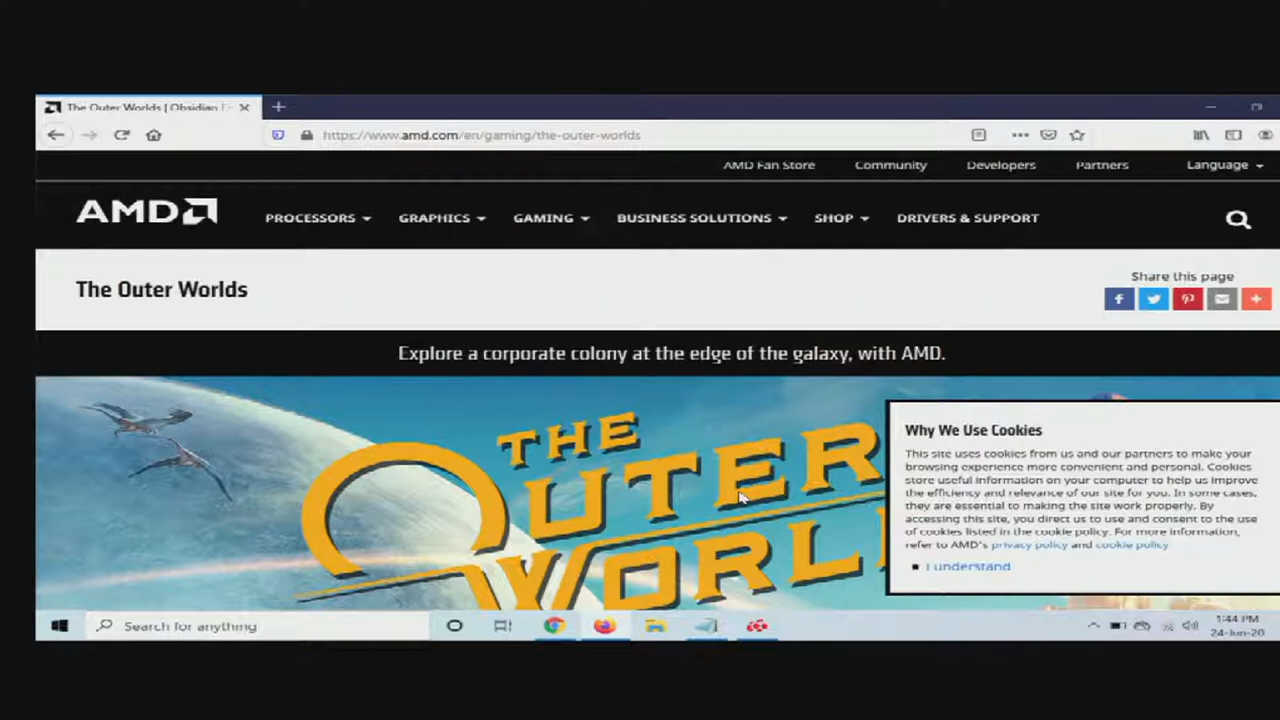 The Outer Worlds | Obsidian E
https://www.amd.com/en/gaming/the-outer-worlds
AMD Fan Store Community Developers Partners Language
AMD
PROCESSORS GRAPHICS GAMING BUSINESS SOLUTIONS SHOP DRIVERS & SUPPORT
The Outer Worlds
Share this page
Explore a corporate colony at the edge of the galaxy, with AMD.
THE
OUTER
WORL
Why We Use Cookies
This site uses cookies from us and our partners to make your
browsing experience more convenient and personal. Cookies
store useful information on your computer to help us improve
the efficiency and relevance of our site for you. In some cases,
they are essential to making the site work properly. By
accessing this site, you direct us to use and consent to the use
of cookies listed in the cookie policy. For more information,
refer to AMD's privacy policy and cookie policy
I understand
Search for anything
1:44 PM
24-Jun-20